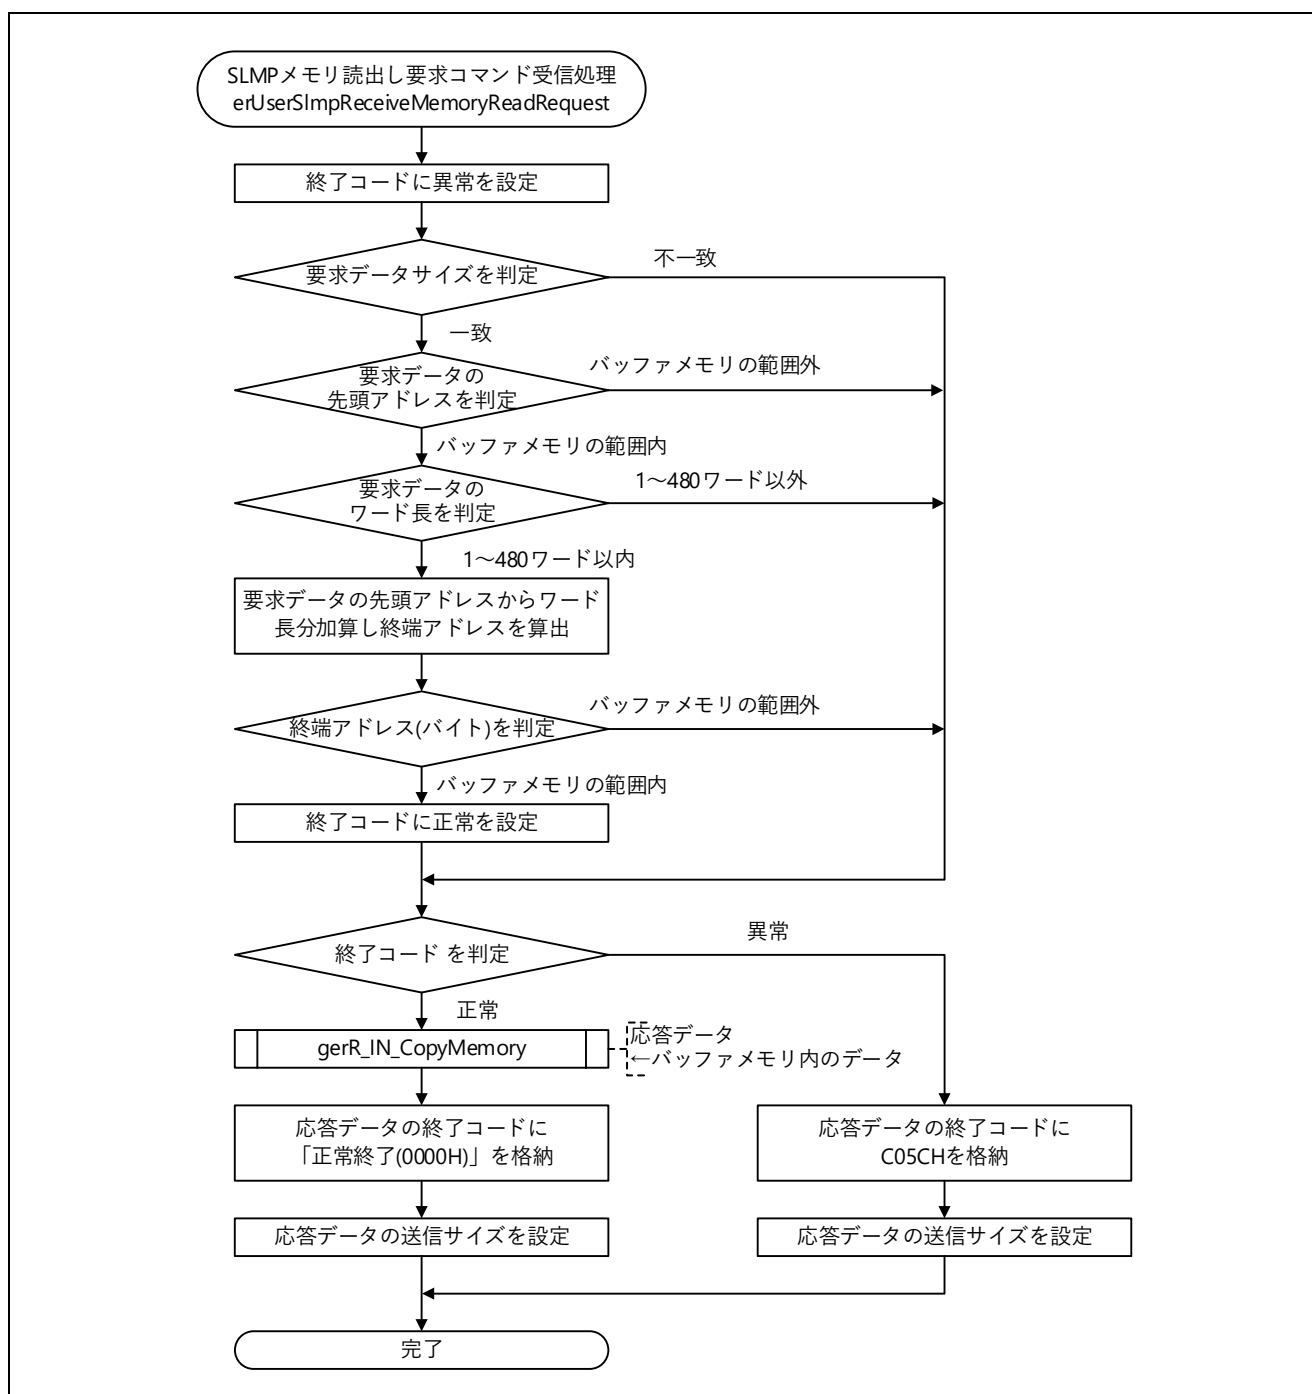 SLMPメモリ読出し要求コマンド受信処理
erUserSlmpReceiveMemoryReadRequest
終了コードに異常を設定
要求データサイズを判定
不一致
一致
要求データの
先頭アドレスを判定
バッファメモリの範囲外
バッファメモリの範囲内
要求データの
ワード長を判定
1～480ワード以外
1～480ワード以内
要求データの先頭アドレスからワード
長分加算し終端アドレスを算出
終端アドレス(バイト)を判定
バッファメモリの範囲外
バッファメモリの範囲内
終了コードに正常を設定
終了コード を判定
異常
正常
gerR_IN_CopyMemory
応答データ
←バッファメモリ内のデータ
応答データの終了コードに
「正常終了(0000H)」を格納
応答データの終了コードに
C05CHを格納
応答データの送信サイズを設定
応答データの送信サイズを設定
完了